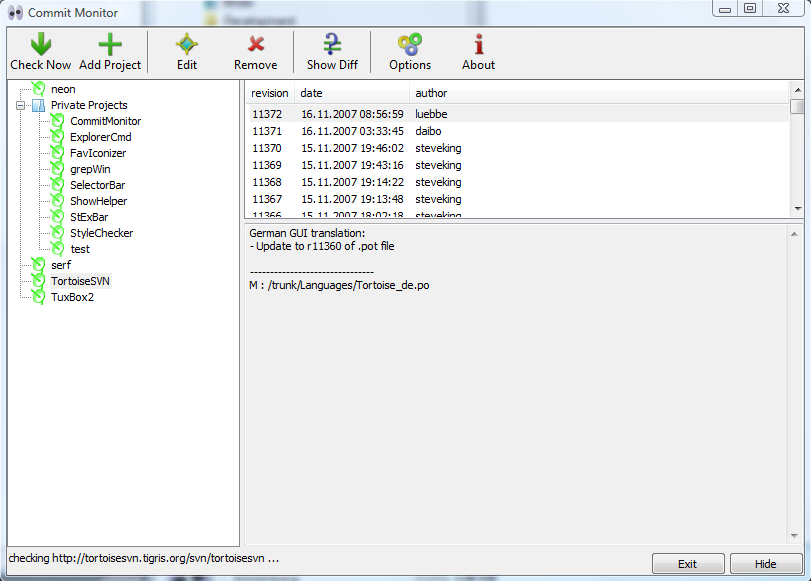 Commit Monitor
Check Now Add Project Edit Remove Show Diff Options About
neon
Private Projects
CommitMonitor
ExplorerCmd
FavIconizer
grepWin
SelectorBar
ShowHelper
StExBar
StyleChecker
test
serf
TortoiseSVN
TuxBox2
revision date author
11372 16.11.2007 08:56:59 luebbe
11371 16.11.2007 03:33:45 daibo
11370 15.11.2007 19:46:02 steveking
11369 15.11.2007 19:43:16 steveking
11368 15.11.2007 19:14:22 steveking
11367 15.11.2007 19:13:48 steveking
11366 15.11.2007 18:02:18 steveking
German GUI translation:
- Update to r11360 of .pot file
-------------------------------
M : /trunk/Languages/Tortoise_de.po
checking http://tortoisesvn.tigris.org/svn/tortoisesvn ...
Exit Hide